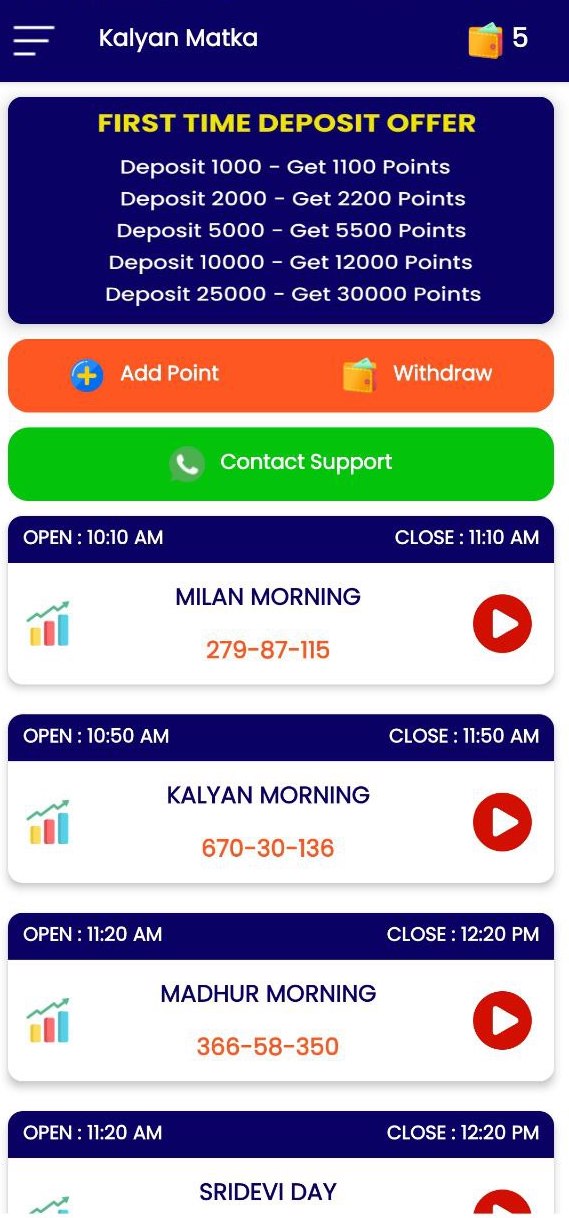 Kalyan Matka 5
FIRST TIME DEPOSIT OFFER
Deposit 1000 - Get 1100 Points
Deposit 2000 - Get 2200 Points
Deposit 5000 - Get 5500 Points
Deposit 10000 - Get 12000 Points
Deposit 25000 - Get 30000 Points
Add Point Withdraw
Contact Support
OPEN : 10:10 AM CLOSE : 11:10 AM
MILAN MORNING
279-87-115
OPEN : 10:50 AM CLOSE : 11:50 AM
KALYAN MORNING
670-30-136
OPEN : 11:20 AM CLOSE : 12:20 PM
MADHUR MORNING
366-58-350
OPEN : 11:20 AM CLOSE : 12:20 PM
SRIDEVI DAY